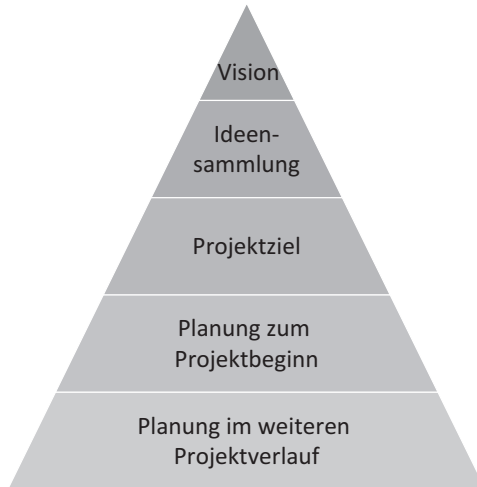 Vision
Ideen-
sammlung
Projektziel
Planung zum
Projektbeginn
Planung im weiteren
Projektverlauf